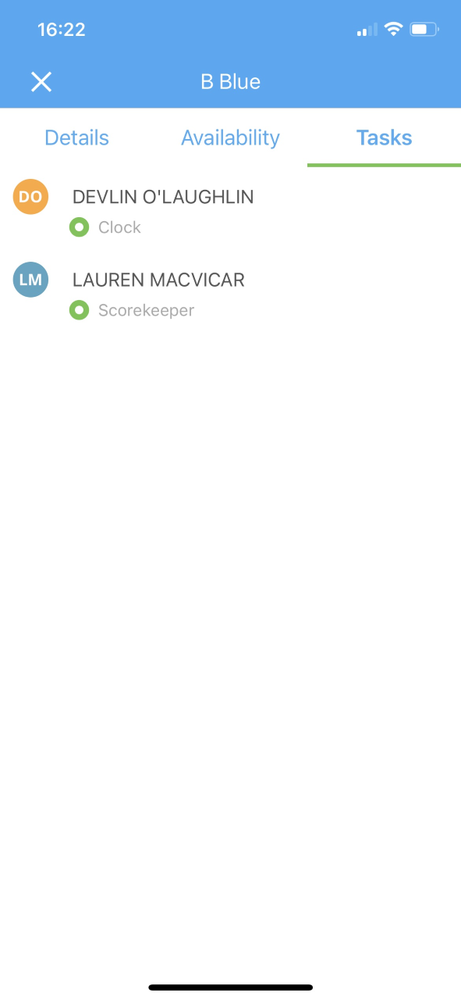 16:22
B Blue
Details Availability Tasks
DO DEVLIN O'LAUGHLIN
Clock
LM LAUREN MACVICAR
Scorekeeper